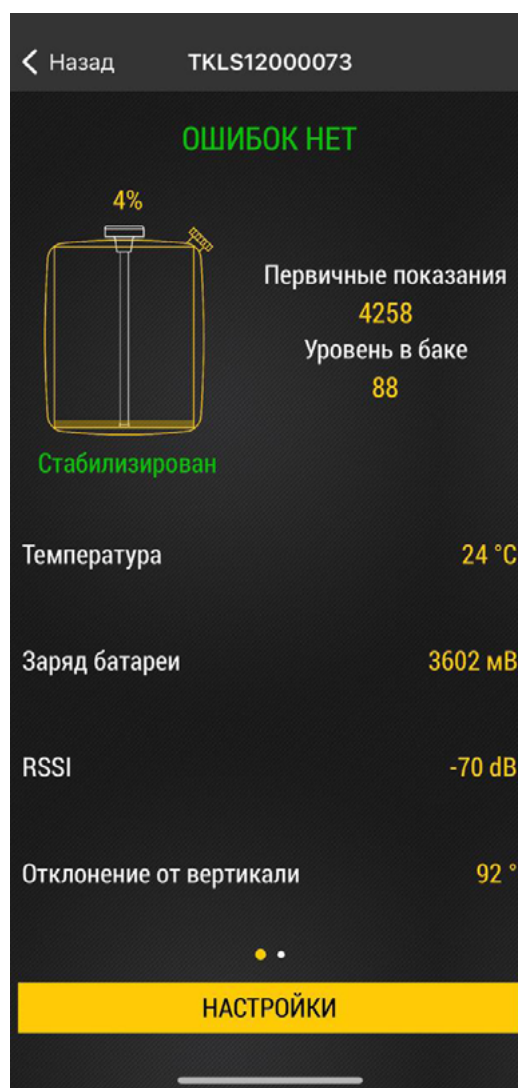 Назад
TKLS12000073
ОШИБОК НЕТ
4%
Первичные показания
4258
Уровень в баке
88
Стабилизирован
Температура
24 °C
Заряд батареи
3602 мВ
RSSI
-70 dB
Отклонение от вертикали
92 °
НАСТРОЙКИ